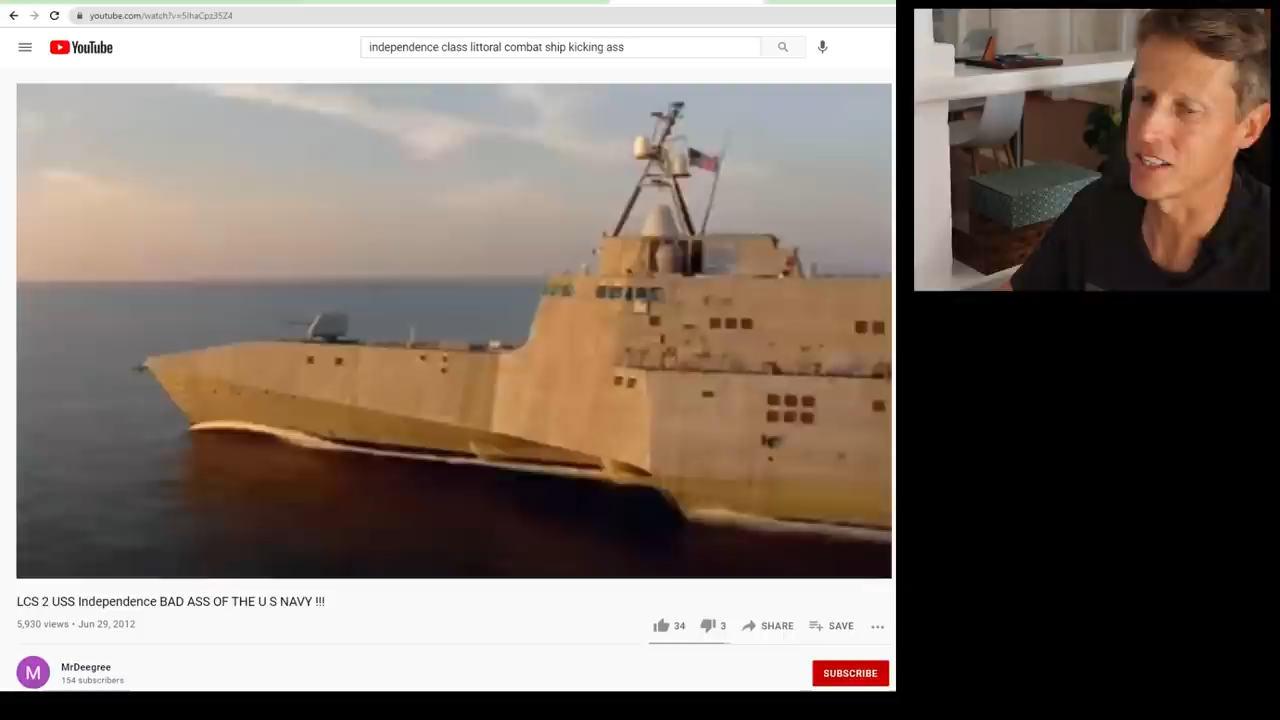 youtube.com/watch?v=5IhaCpz35Z4
YouTube
independence class littoral combat ship kicking ass
LCS 2 USS Independence BAD ASS OF THE U S NAVY !!!
5,930 views • Jun 29, 2012
34
3
SHARE
SAVE
M
MrDeegree
154 subscribers
SUBSCRIBE